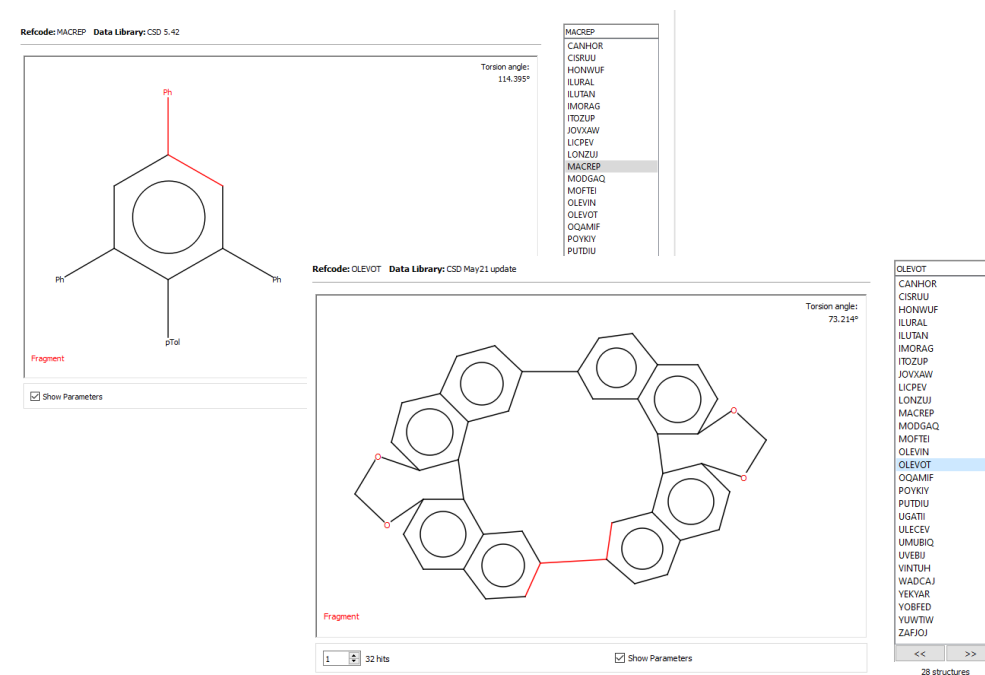 Refcode: MACREP Data Library: CSD 5.42
Torsion angle:
114.395°
Ph
Ph
Ph
pTol
Fragment
Show Parameters
MACREP
CANHOR
CISRUU
HONWUF
ILURAL
ILUTAN
IMORAG
ITOZUP
JOVXAW
LICPEV
LONZUJ
MACREP
MODGAQ
MOFTEI
OLEVIN
OLEVOT
OQAMIF
POYKIY
PUTDIU
Refcode: OLEVOT Data Library: CSD May21 update
Torsion angle:
73.214°
O
O
O
O
Fragment
1 32 hits
Show Parameters
OLEVOT
CANHOR
CISRUU
HONWUF
ILURAL
ILUTAN
IMORAG
ITOZUP
JOVXAW
LICPEV
LONZUJ
MACREP
MODGAQ
MOFTEI
OLEVIN
OLEVOT
OQAMIF
POYKIY
PUTDIU
UGATII
ULECEV
UMUBIQ
UVEBIJ
VINTUH
WADCAJ
YEKYAR
YOBFED
YUWTIW
ZAFJOJ
<< >>
28 structures